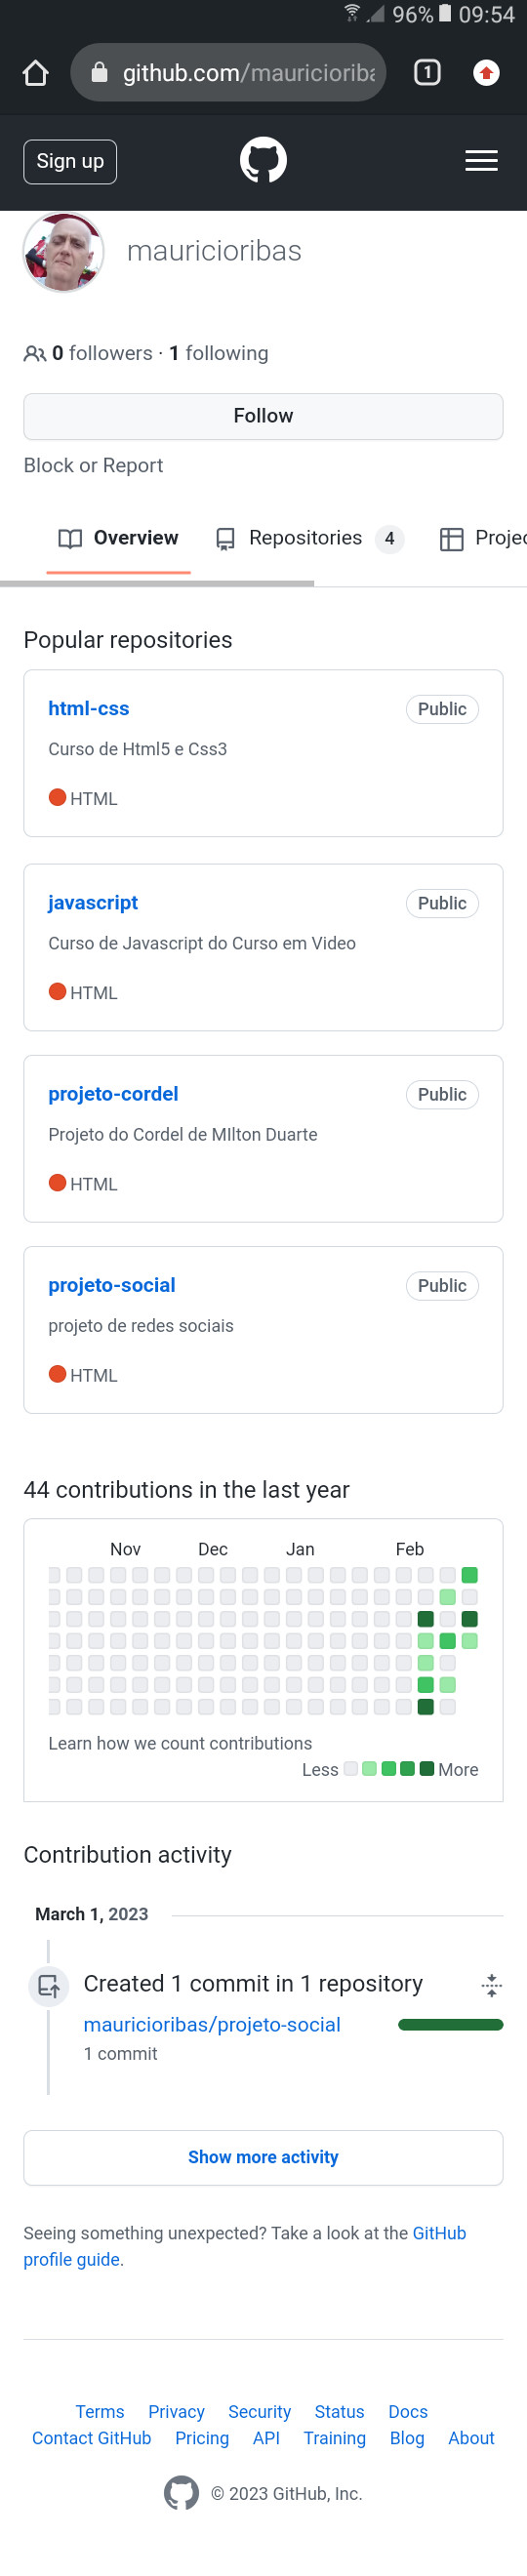 96% 09:54
github.com/mauricioriba
1
Sign up
mauricioribas
0 followers · 1 following
Follow
Block or Report
Overview Repositories 4 Projec
Popular repositories
html-css Public
Curso de Html5 e Css3
HTML
javascript Public
Curso de Javascript do Curso em Video
HTML
projeto-cordel Public
Projeto do Cordel de MIlton Duarte
HTML
projeto-social Public
projeto de redes sociais
HTML
44 contributions in the last year
Nov Dec Jan Feb
Learn how we count contributions
Less More
Contribution activity
March 1, 2023
Created 1 commit in 1 repository
mauricioribas/projeto-social
1 commit
Show more activity
Seeing something unexpected? Take a look at the GitHub
profile guide.
Terms Privacy Security Status Docs
Contact GitHub Pricing API Training Blog About
© 2023 GitHub, Inc.